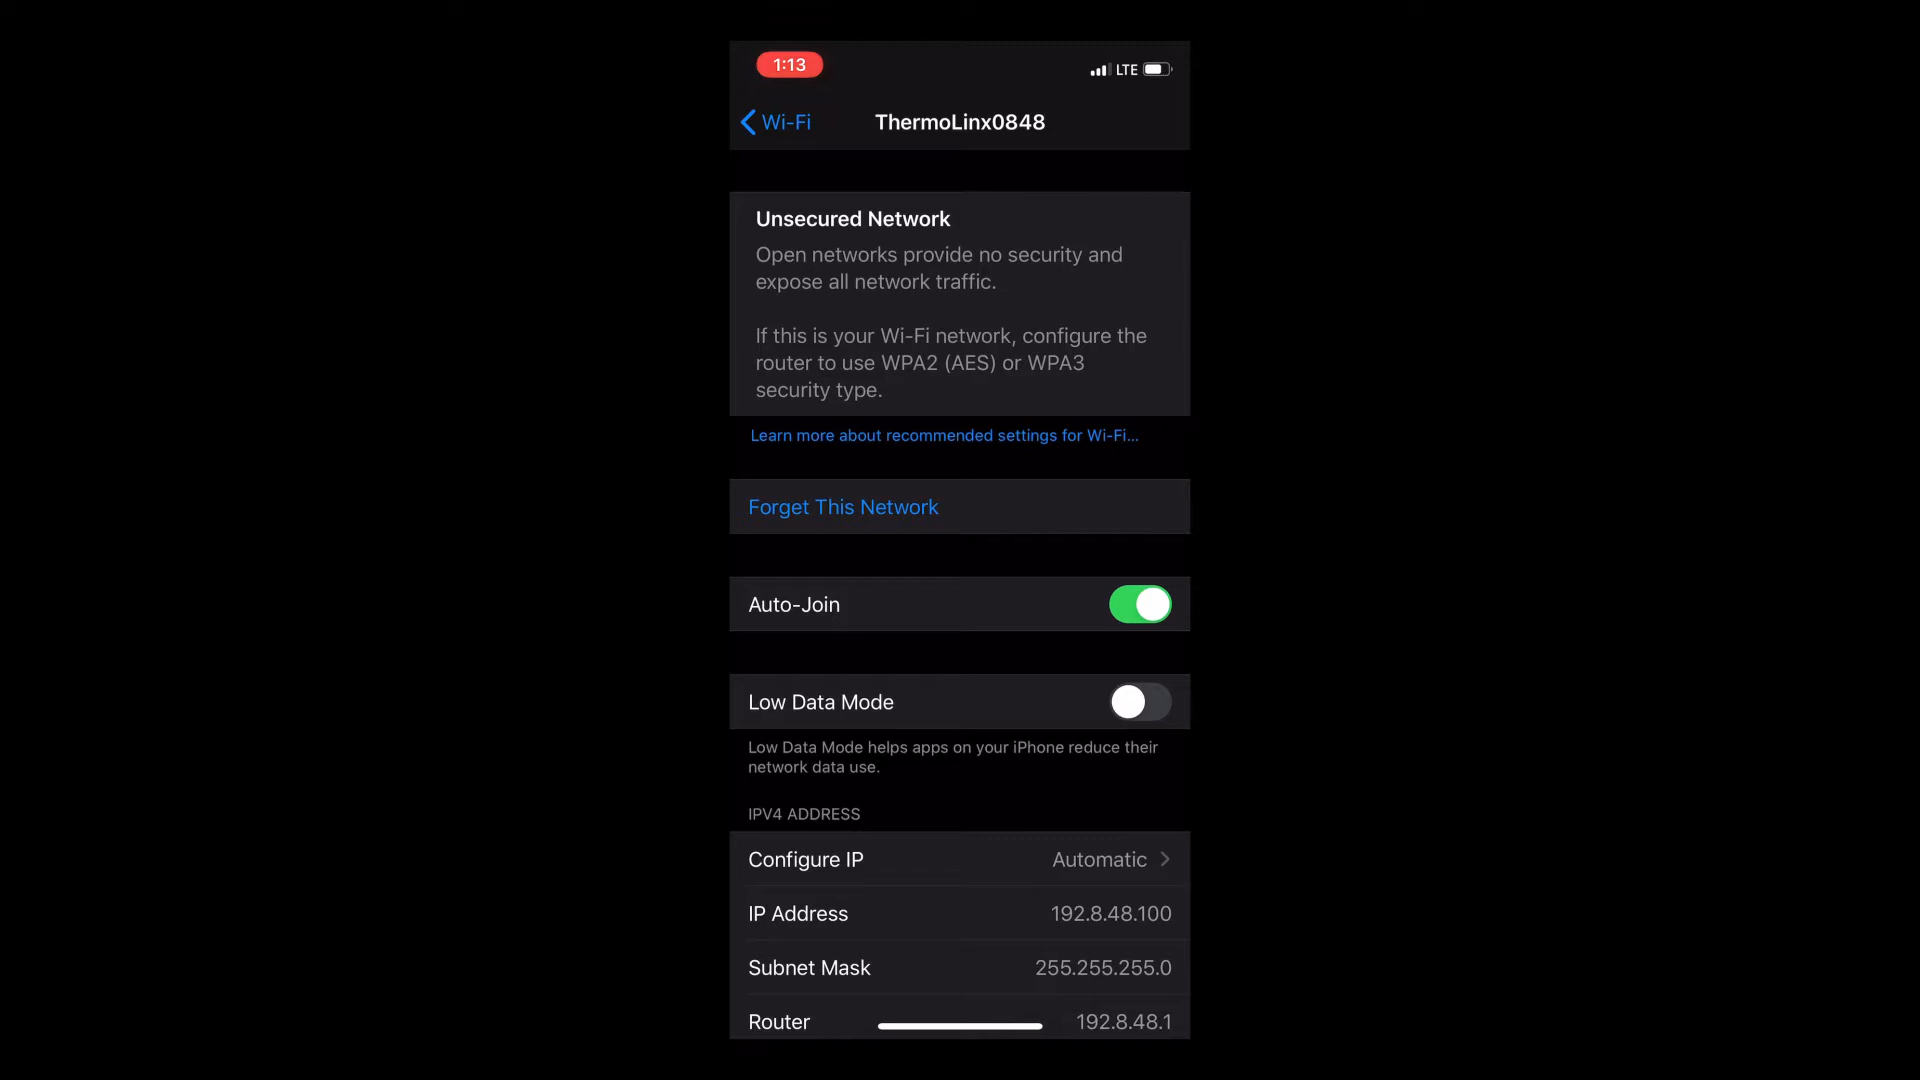 1:13
LTE
Wi-Fi
ThermoLinx0848
Unsecured Network
Open networks provide no security and
expose all network traffic.
If this is your Wi-Fi network, configure the
router to use WPA2 (AES) or WPA3
security type.
Learn more about recommended settings for Wi-Fi...
Forget This Network
Auto-Join
Low Data Mode
Low Data Mode helps apps on your iPhone reduce their
network data use.
IPV4 ADDRESS
Configure IP Automatic
IP Address 192.8.48.100
Subnet Mask 255.255.255.0
Router 192.8.48.1